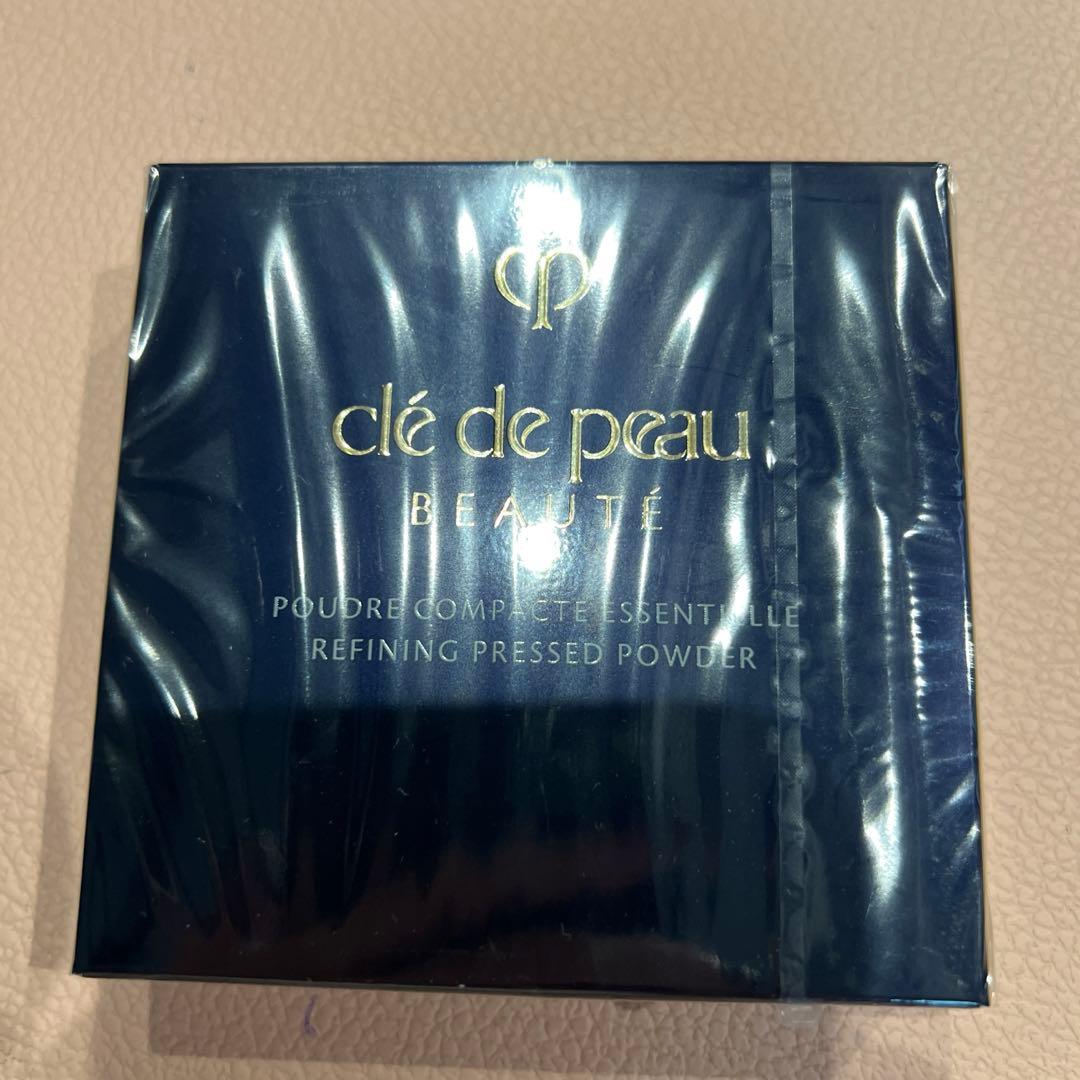 clé de peau
BEAUTÉ
POUDRE COMPACTE ESSENTIELLE
REFINING PRESSED POWDER